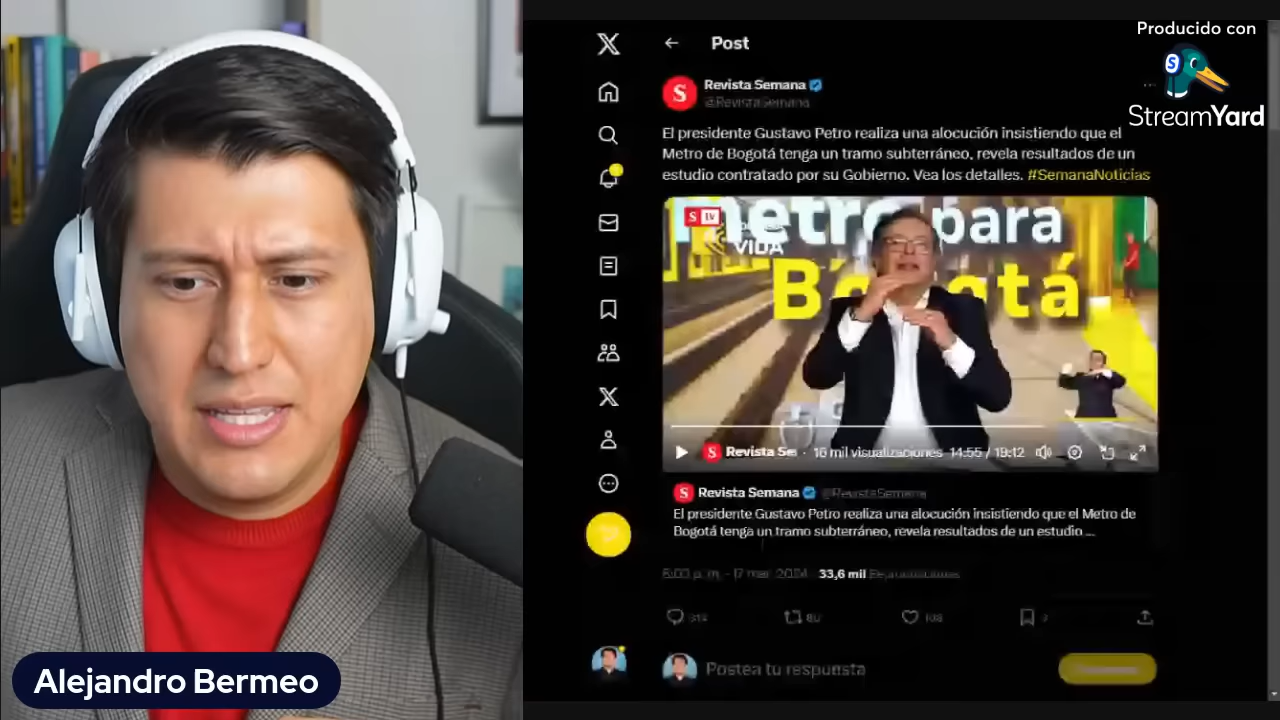 Producido con
StreamYard
Post
Revista Semana
@RevistaSemana
El presidente Gustavo Petro realiza una alocución insistiendo que el
Metro de Bogotá tenga un tramo subterráneo, revela resultados de un
estudio contratado por su Gobierno. Vea los detalles. #SemanaNoticias
S TV
metro para
VIDA
Bogotá
S Revista Se · 16 mil visualizaciones 14:55 / 19:12
S Revista Semana @RevistaSemana
El presidente Gustavo Petro realiza una alocución insistiendo que el Metro de
Bogotá tenga un tramo subterráneo, revela resultados de un estudio ...
33,6 mil
Postea tu respuesta
Alejandro Bermeo